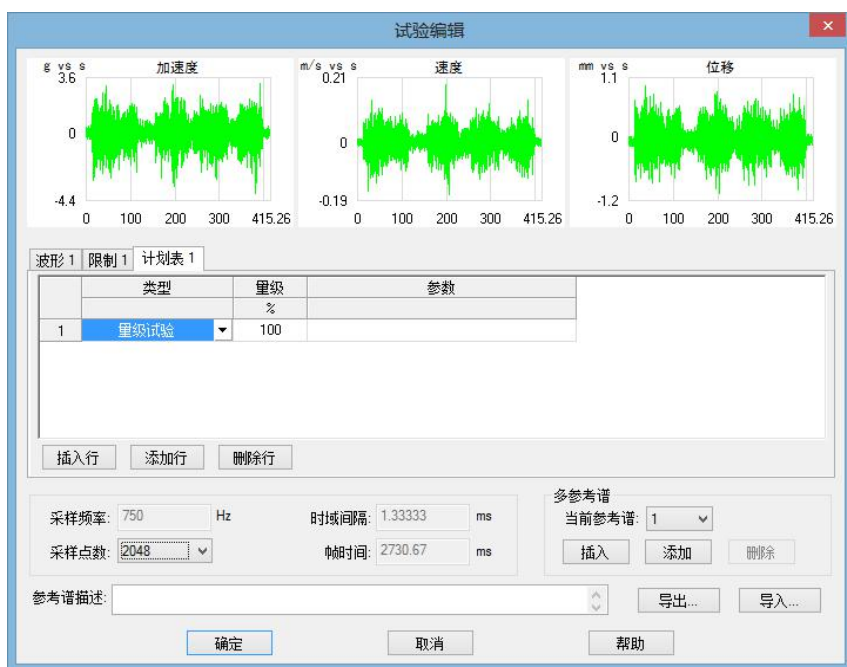 试验编辑
g vs s 加速度 m/s vs s 速度 mm vs s 位移
3.6 0.21 1.1
0 0 0
-4.4 -0.19 -1.2
0 100 200 300 415.26 0 100 200 300 415.26 0 100 200 300 415.26
波形 1 限制 1 计划表 1
类型 量级 参数
%
1 量级试验 100
插入行 添加行 删除行
多参考谱
采样频率: 750 Hz 时域间隔: 1.33333 ms 当前参考谱: 1
采样点数: 2048 帧时间: 2730.67 ms 插入 添加 删除
参考谱描述: 导出... 导入...
确定 取消 帮助